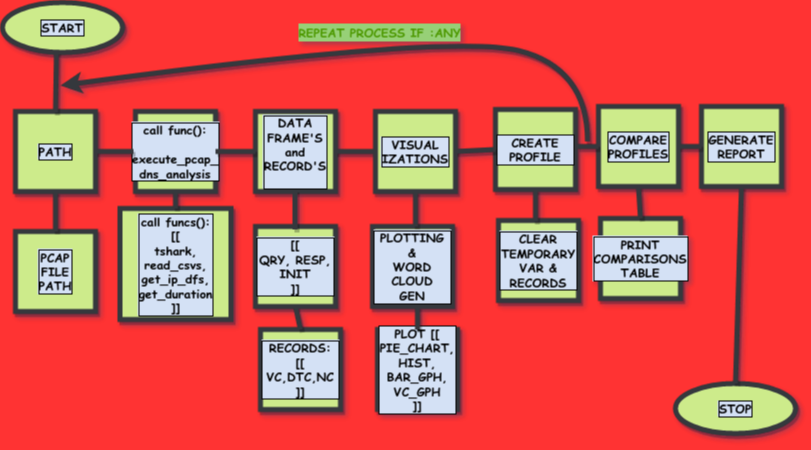 START
REPEAT PROCESS IF :ANY
PATH
call func():
execute_pcap_
dns_analysis
DATA
FRAME'S
and
RECORD'S
VISUAL
IZATIONS
CREATE
PROFILE
COMPARE
PROFILES
GENERATE
REPORT
PCAP
FILE
PATH
call funcs():
[[
tshark,
read_csvs,
get_ip_dfs,
get_duration
]]
[[
QRY, RESP,
INIT
]]
PLOTTING
&
WORD
CLOUD
GEN
CLEAR
TEMPORARY
VAR &
RECORDS
PRINT
COMPARISONS
TABLE
RECORDS:
[[
VC,DTC,NC
]]
PLOT [[
PIE_CHART,
HIST,
BAR_GPH,
VC_GPH
]]
STOP